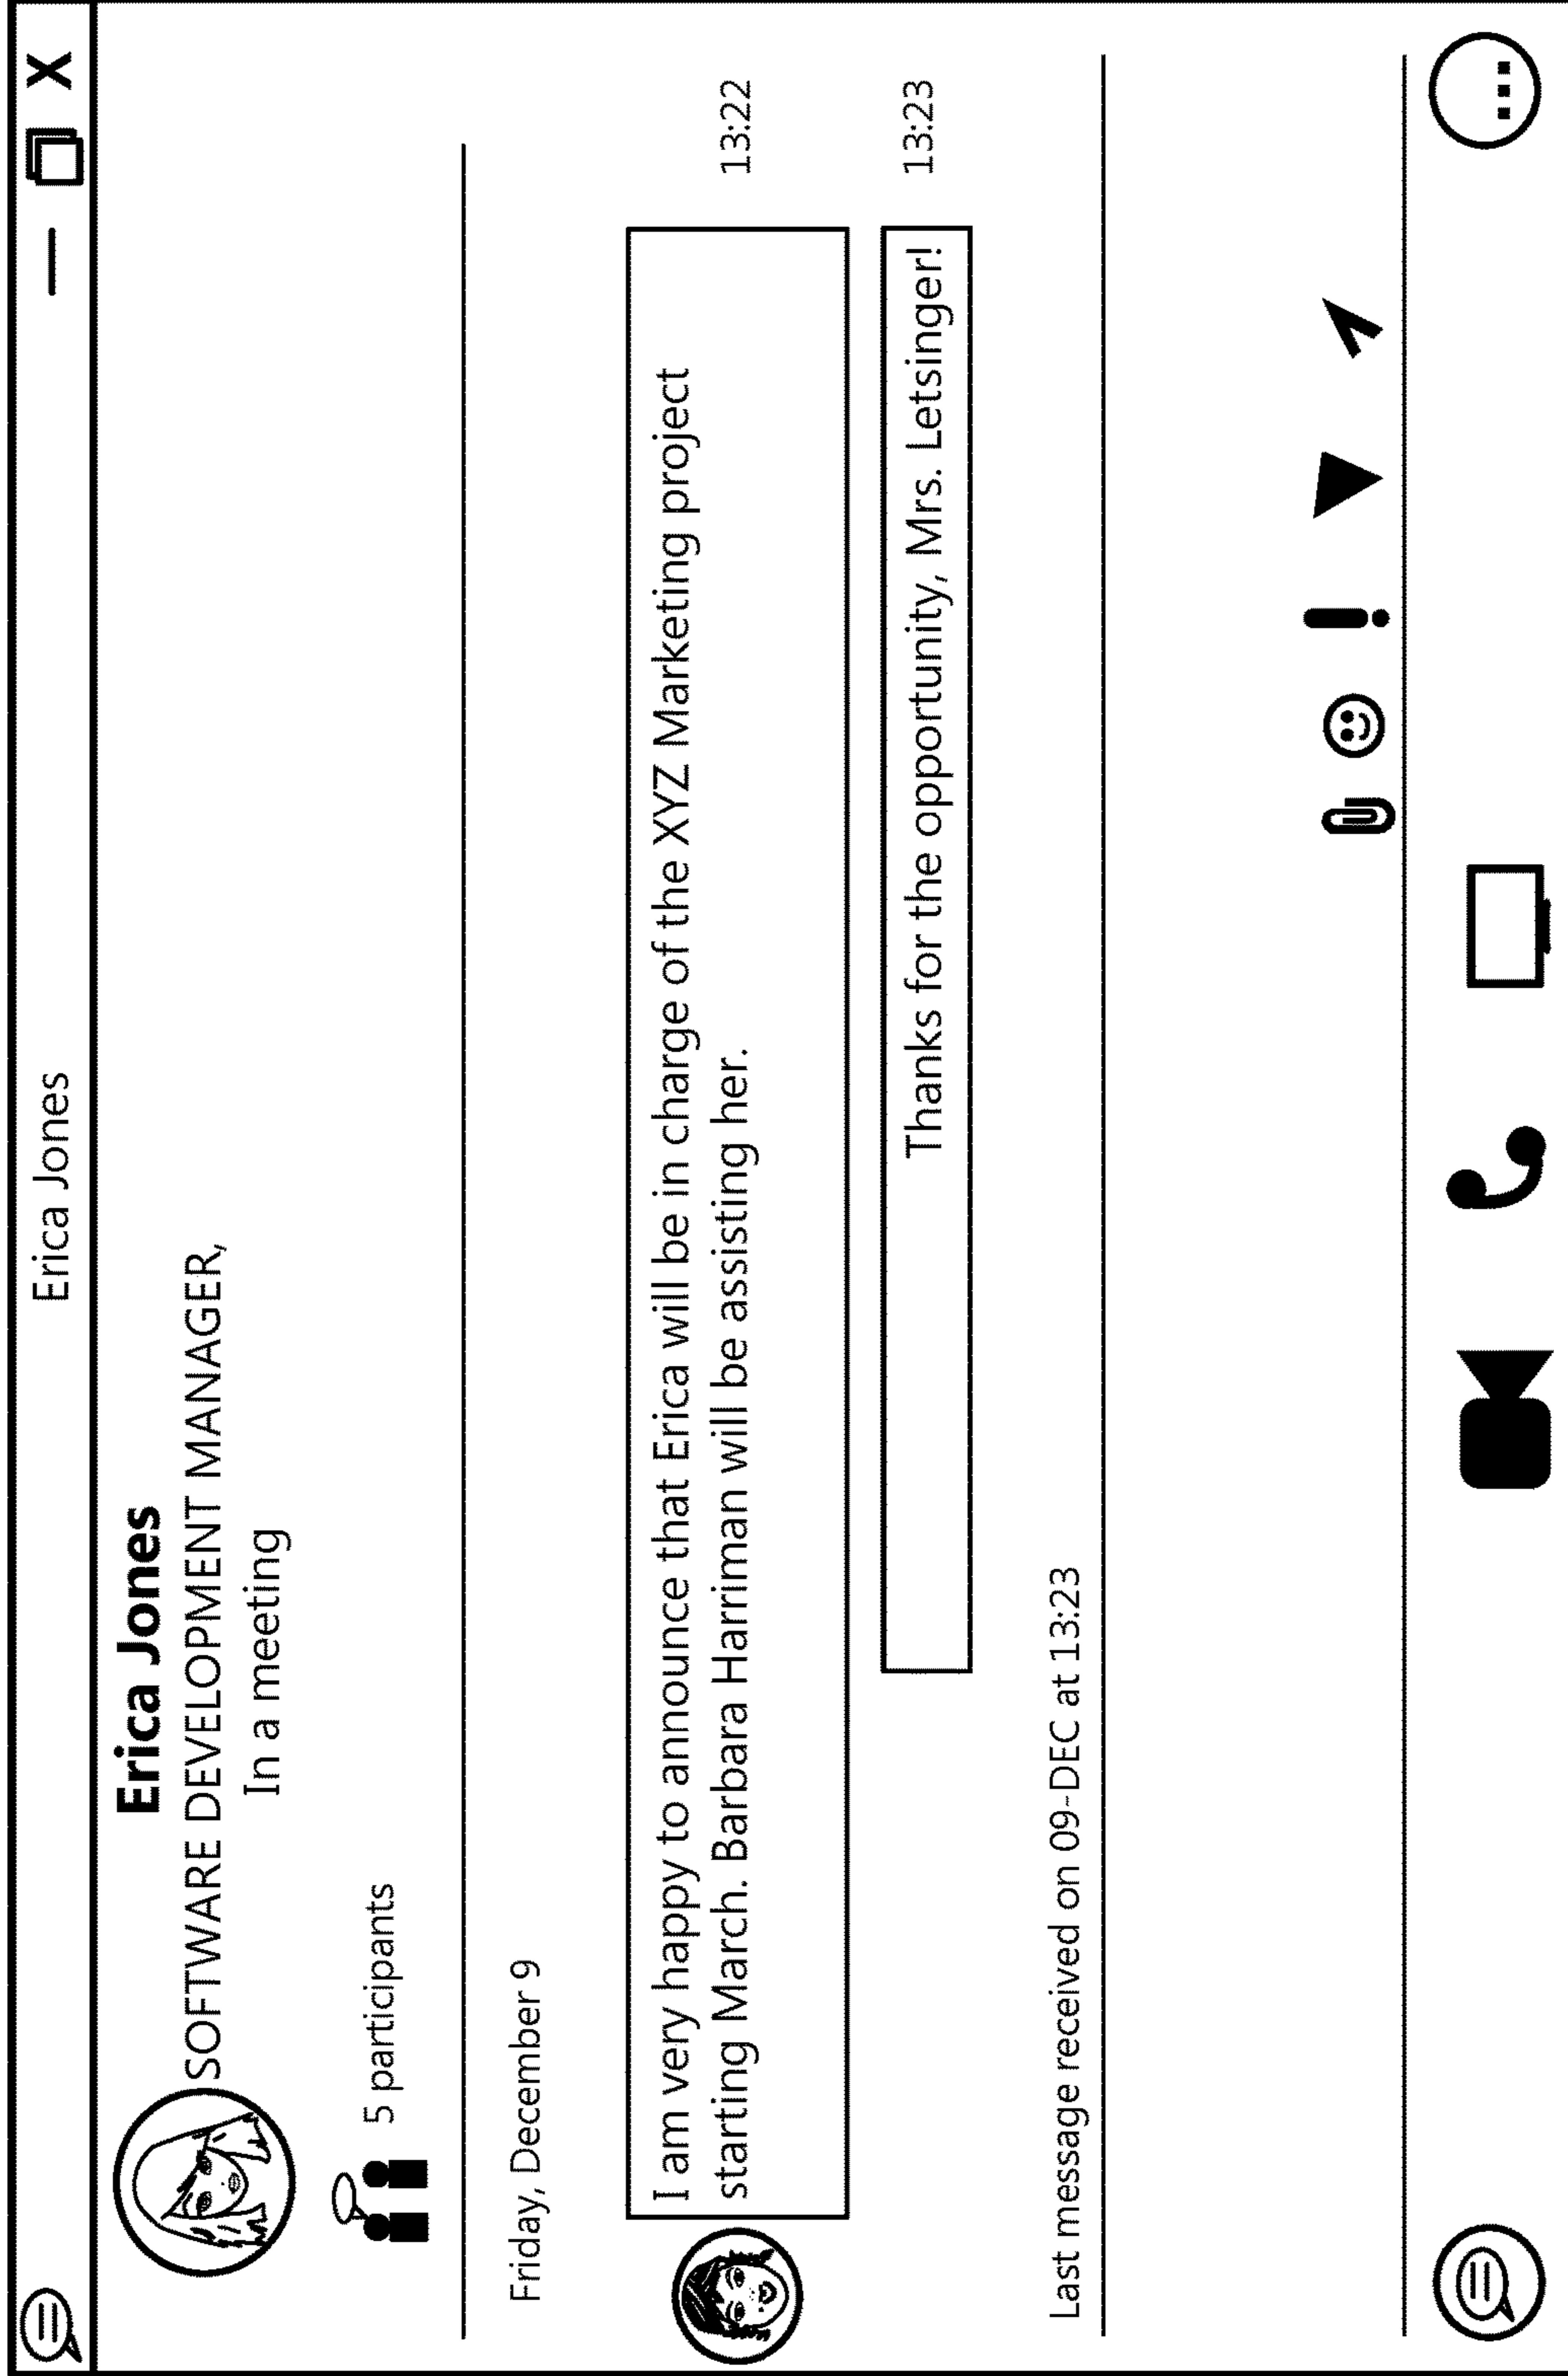 Erica Jones
X
Erica Jones
SOFTWARE DEVELOPMENT MANAGER,
In a meeting
5 participants
Friday, December 9
I am very happy to announce that Erica will be in charge of the XYZ Marketing project
starting March. Barbara Harriman will be assisting her.
13:22
Thanks for the opportunity, Mrs. Letsinger!
13:23
Last message received on 09-DEC at 13:23
!
...